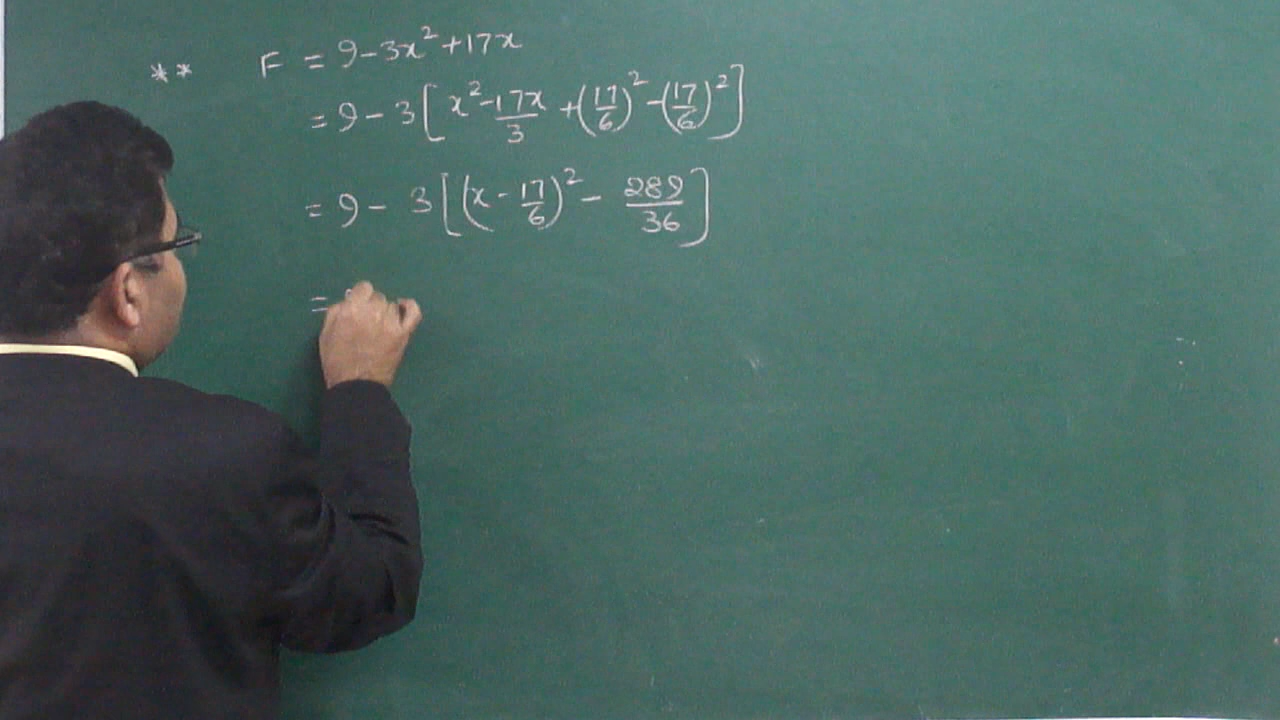 ** F = 9-3x²+17x
= 9-3[x²-17x/3 +(17/6)²-(17/6)²]
= 9- 3[(x-17/6)²- 289/36]
=